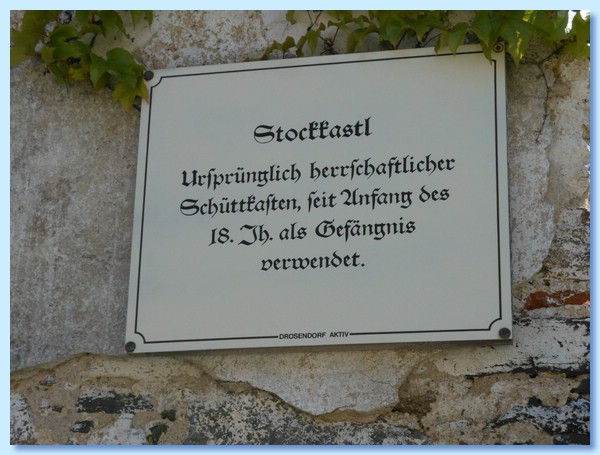 Stockkastl
Ursprünglich herrschaftlicher
Schüttkasten, seit Anfang des
18. Jh. als Gefängnis
verwendet.
DROSENDORF AKTIV